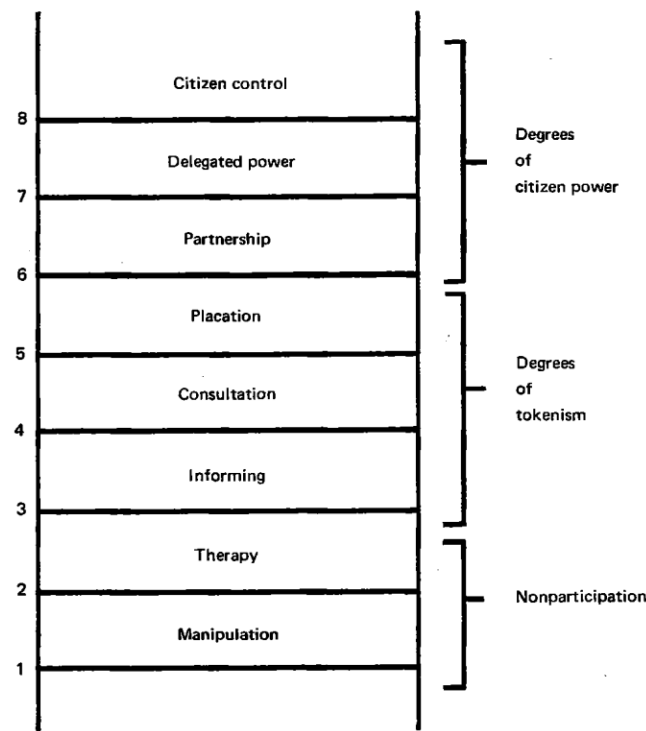 Citizen control
8
Delegated power
7
Partnership
6
Placation
5
Consultation
4
Informing
3
Therapy
2
Manipulation
1
Degrees
of
citizen power
Degrees
of
tokenism
Nonparticipation